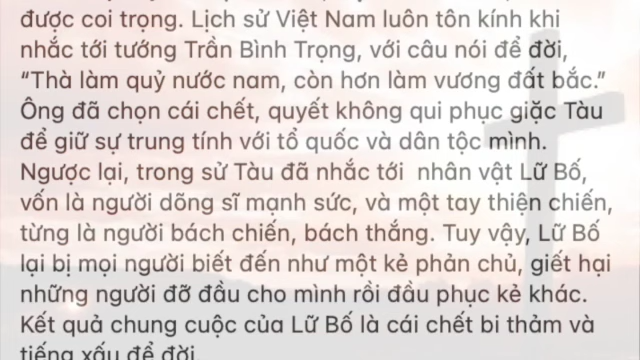 được coi trọng. Lịch sử Việt Nam luôn tôn kính khi
nhắc tới tướng Trần Bình Trọng, với câu nói để đời,
“Thà làm quỷ nước nam, còn hơn làm vương đất bắc.”
Ông đã chọn cái chết, quyết không qui phục giặc Tàu
để giữ sự trung tính với tổ quốc và dân tộc mình.
Ngược lại, trong sử Tàu đã nhắc tới nhân vật Lữ Bố,
vốn là người dõng sĩ mạnh sức, và một tay thiện chiến,
từng là người bách chiến, bách thắng. Tuy vậy, Lữ Bố
lại bị mọi người biết đến như một kẻ phản chủ, giết hại
những người đỡ đầu cho mình rồi đầu phục kẻ khác.
Kết quả chung cuộc của Lữ Bố là cái chết bi thảm và
tiếng xấu để đời.